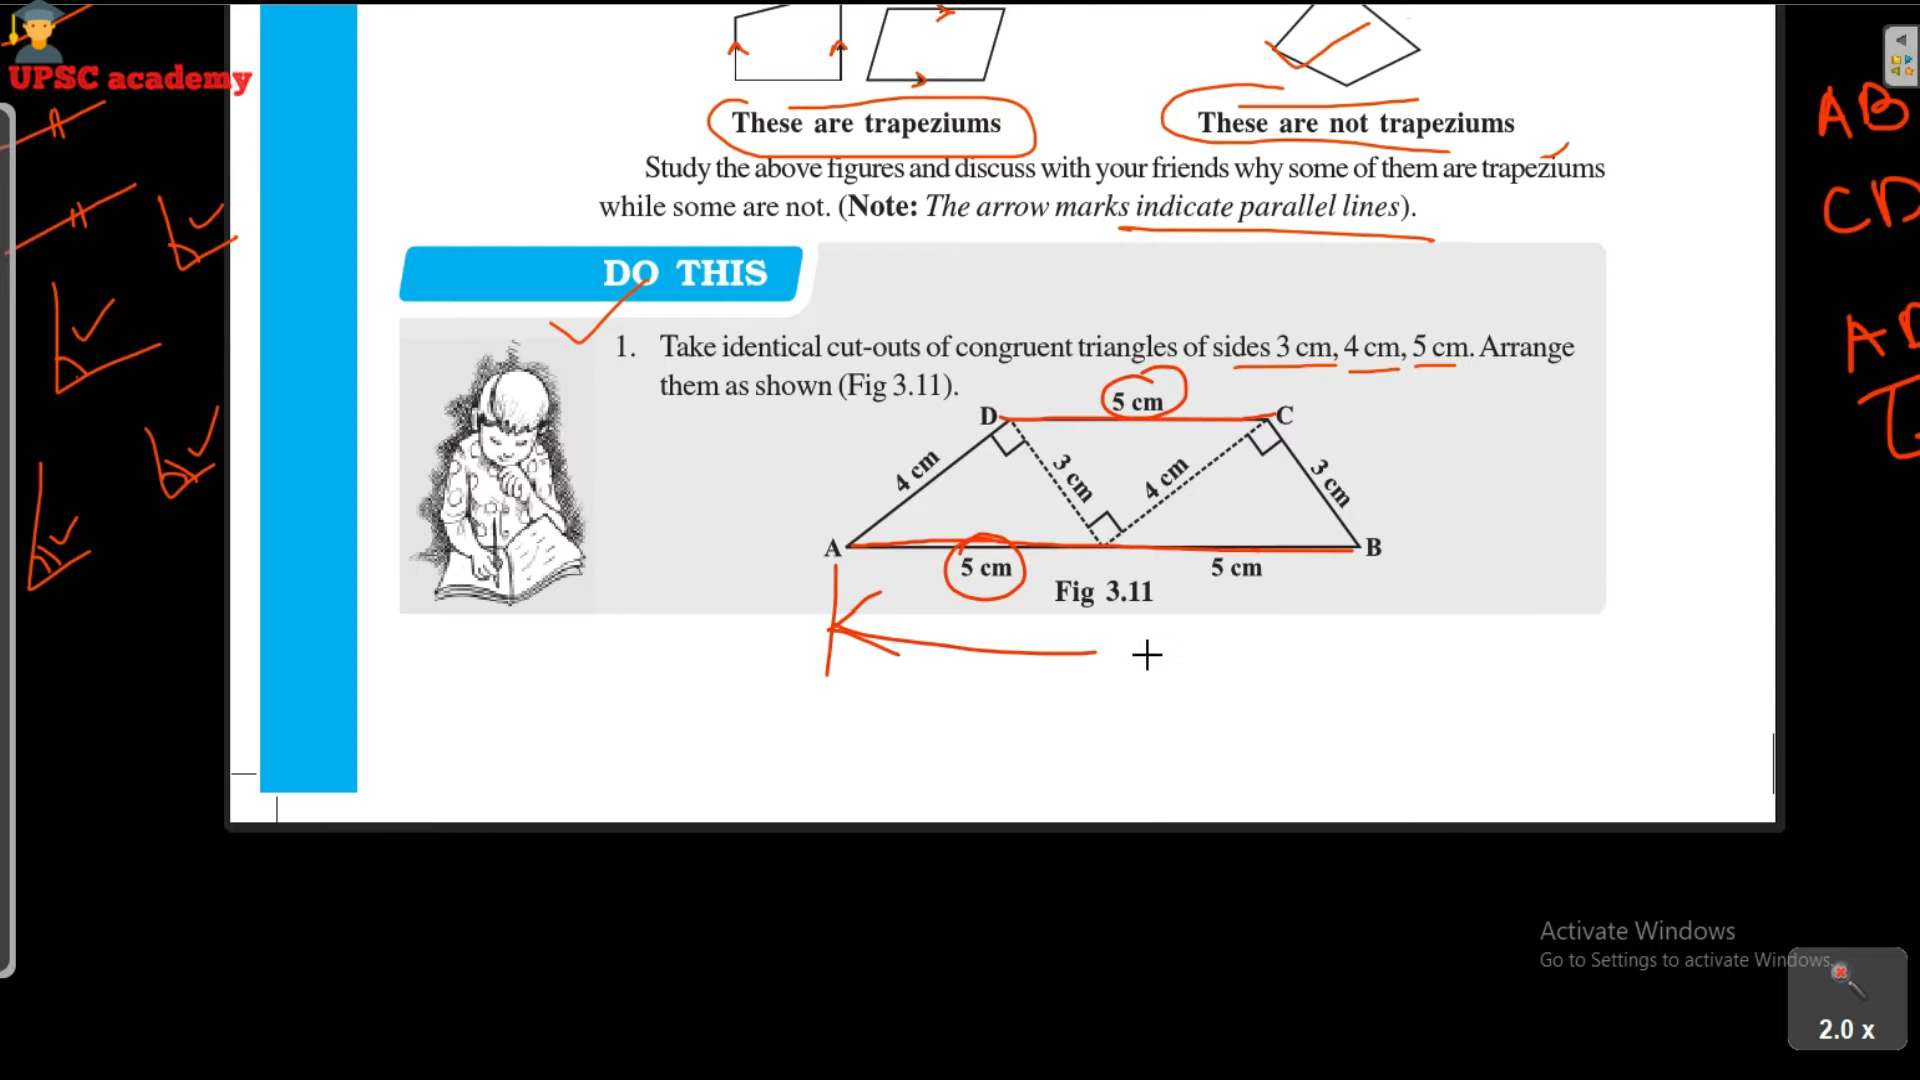 UPSC academy
These are trapeziums
These are not trapeziums
Study the above figures and discuss with your friends why some of them are trapeziums
while some are not. (Note: The arrow marks indicate parallel lines).
DO THIS
1. Take identical cut-outs of congruent triangles of sides 3 cm, 4 cm, 5 cm. Arrange
them as shown (Fig 3.11).
D 5 cm C
4 cm 3 cm 4 cm 3 cm
A B
5 cm 5 cm
Fig 3.11
AB
CD
Activate Windows
Go to Settings to activate Windows.
2.0 x